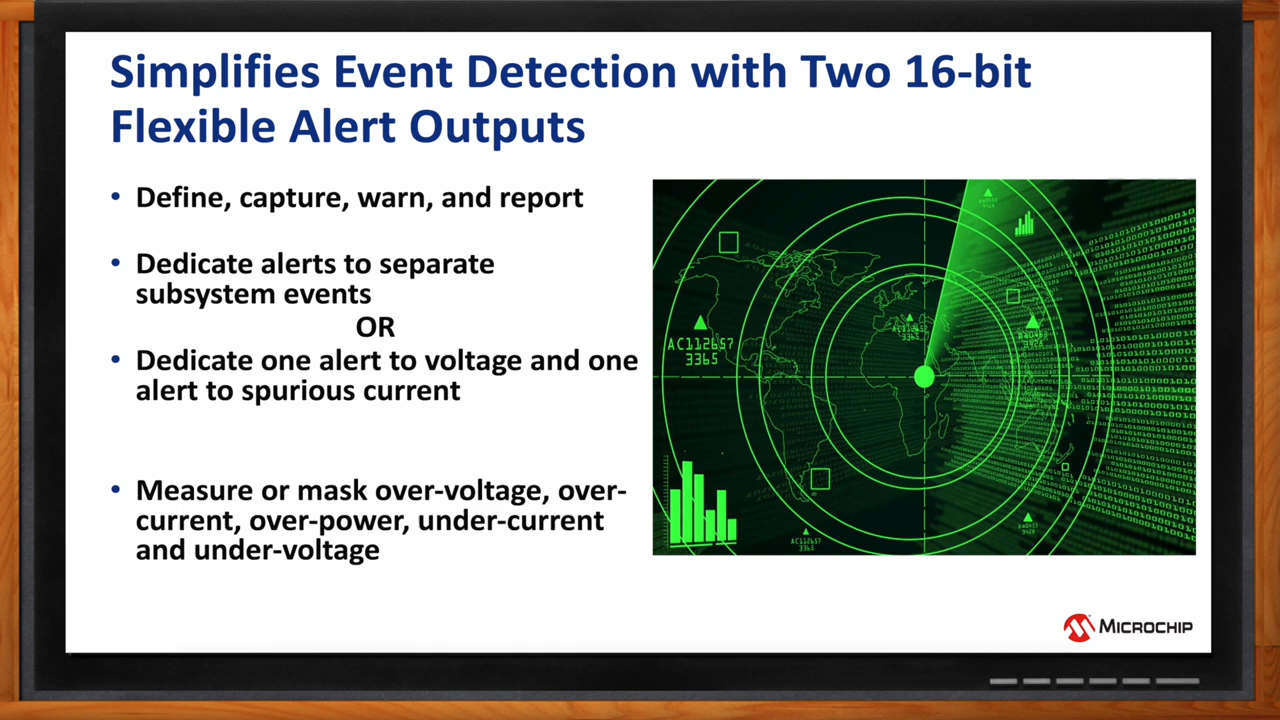 Simplifies Event Detection with Two 16-bit
Flexible Alert Outputs
• Define, capture, warn, and report
• Dedicate alerts to separate
subsystem events
OR
• Dedicate one alert to voltage and one
alert to spurious current
• Measure or mask over-voltage, over-
current, over-power, under-current
and under-voltage
AC112657
3365
AC112657
3365
MICROCHIP